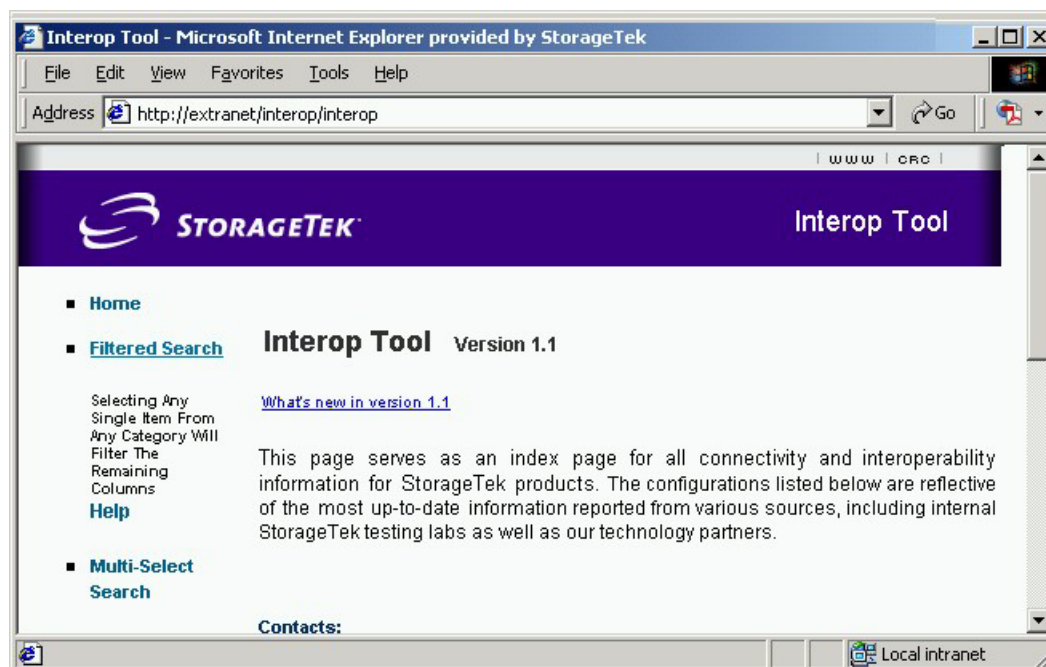 Interop Tool - Microsoft Internet Explorer provided by StorageTek
File Edit View Favorites Tools Help
Address http://extranet/interop/interop Go
| www | CRC |
STORAGETEK Interop Tool
Home
Filtered Search
Selecting Any
Single Item From
Any Category Will
Filter The
Remaining
Columns
Help
Multi-Select
Search
Interop Tool Version 1.1
What's new in version 1.1
This page serves as an index page for all connectivity and interoperability
information for StorageTek products. The configurations listed below are reflective
of the most up-to-date information reported from various sources, including internal
StorageTek testing labs as well as our technology partners.
Contacts:
Local intranet